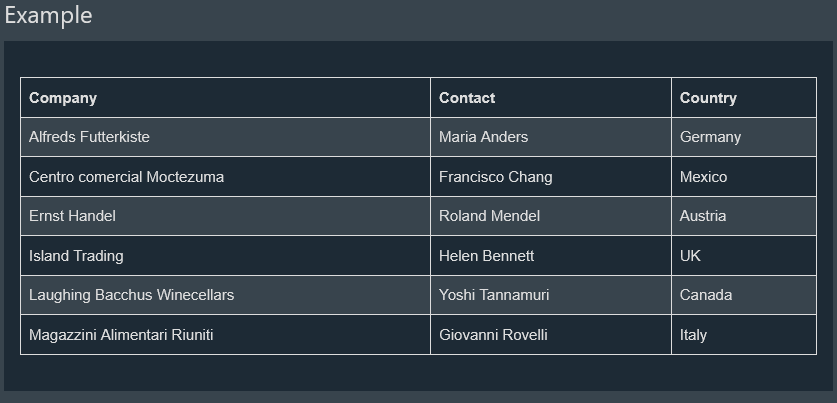 Example
Company Contact Country
Alfreds Futterkiste Maria Anders Germany
Centro comercial Moctezuma Francisco Chang Mexico
Ernst Handel Roland Mendel Austria
Island Trading Helen Bennett UK
Laughing Bacchus Winecellars Yoshi Tannamuri Canada
Magazzini Alimentari Riuniti Giovanni Rovelli Italy